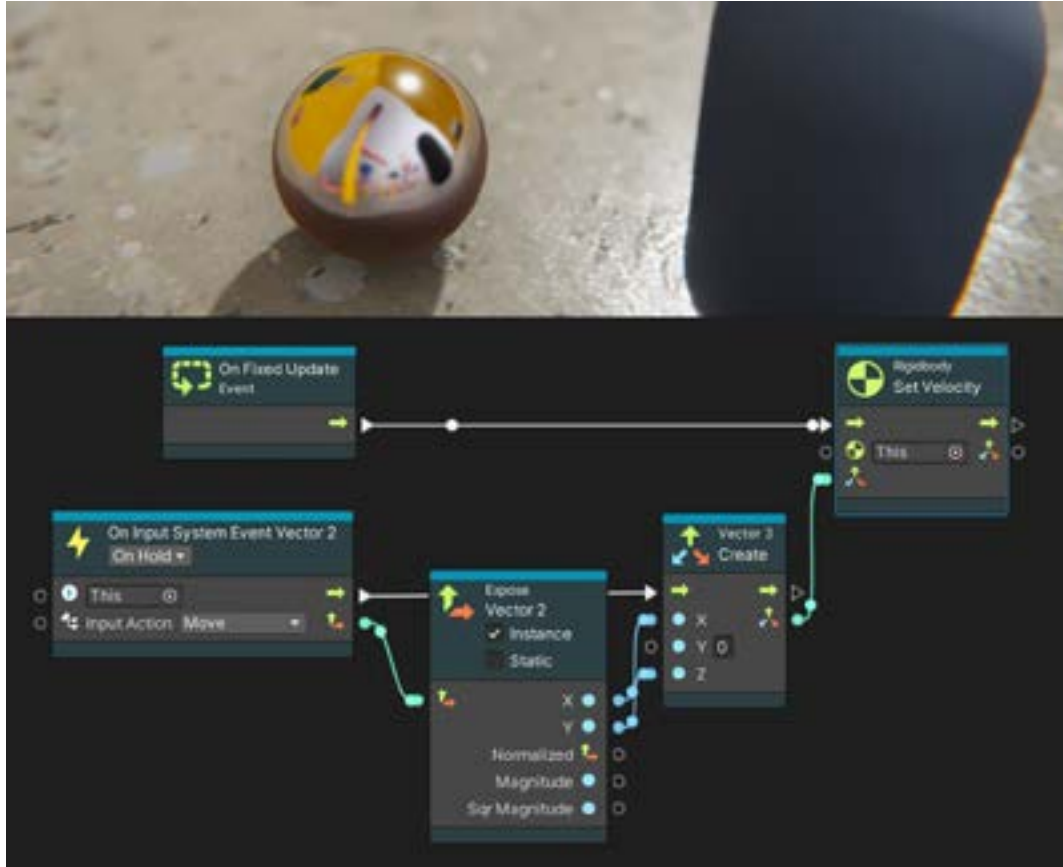 On Fixed Update
Event
Rigidbody
Set Velocity
This
On Input System Event Vector 2
On Hold
This
Input Action Move
Expose
Vector 2
Instance
Static
X
Y
Normalized
Magnitude
Sqr Magnitude
Vector 3
Create
X
Y 0
Z